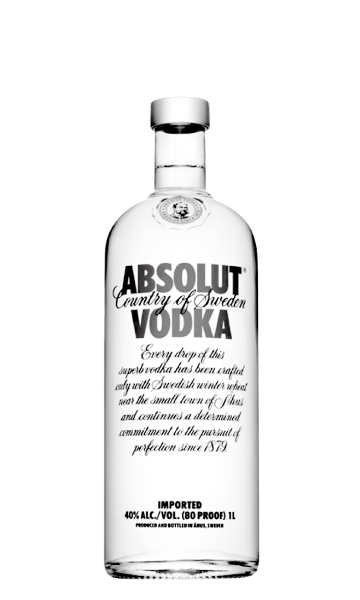 ABSOLUT®
Country of Sweden
VODKA
Every drop of this
superb vodka has been crafted
only with Swedish winter wheat
near the small town of Åhus
and continues a determined
commitment to the pursuit of
perfection since 1879.
IMPORTED
40% ALC./VOL. (80 PROOF) 1L
PRODUCED AND BOTTLED IN ÅHUS, SWEDEN